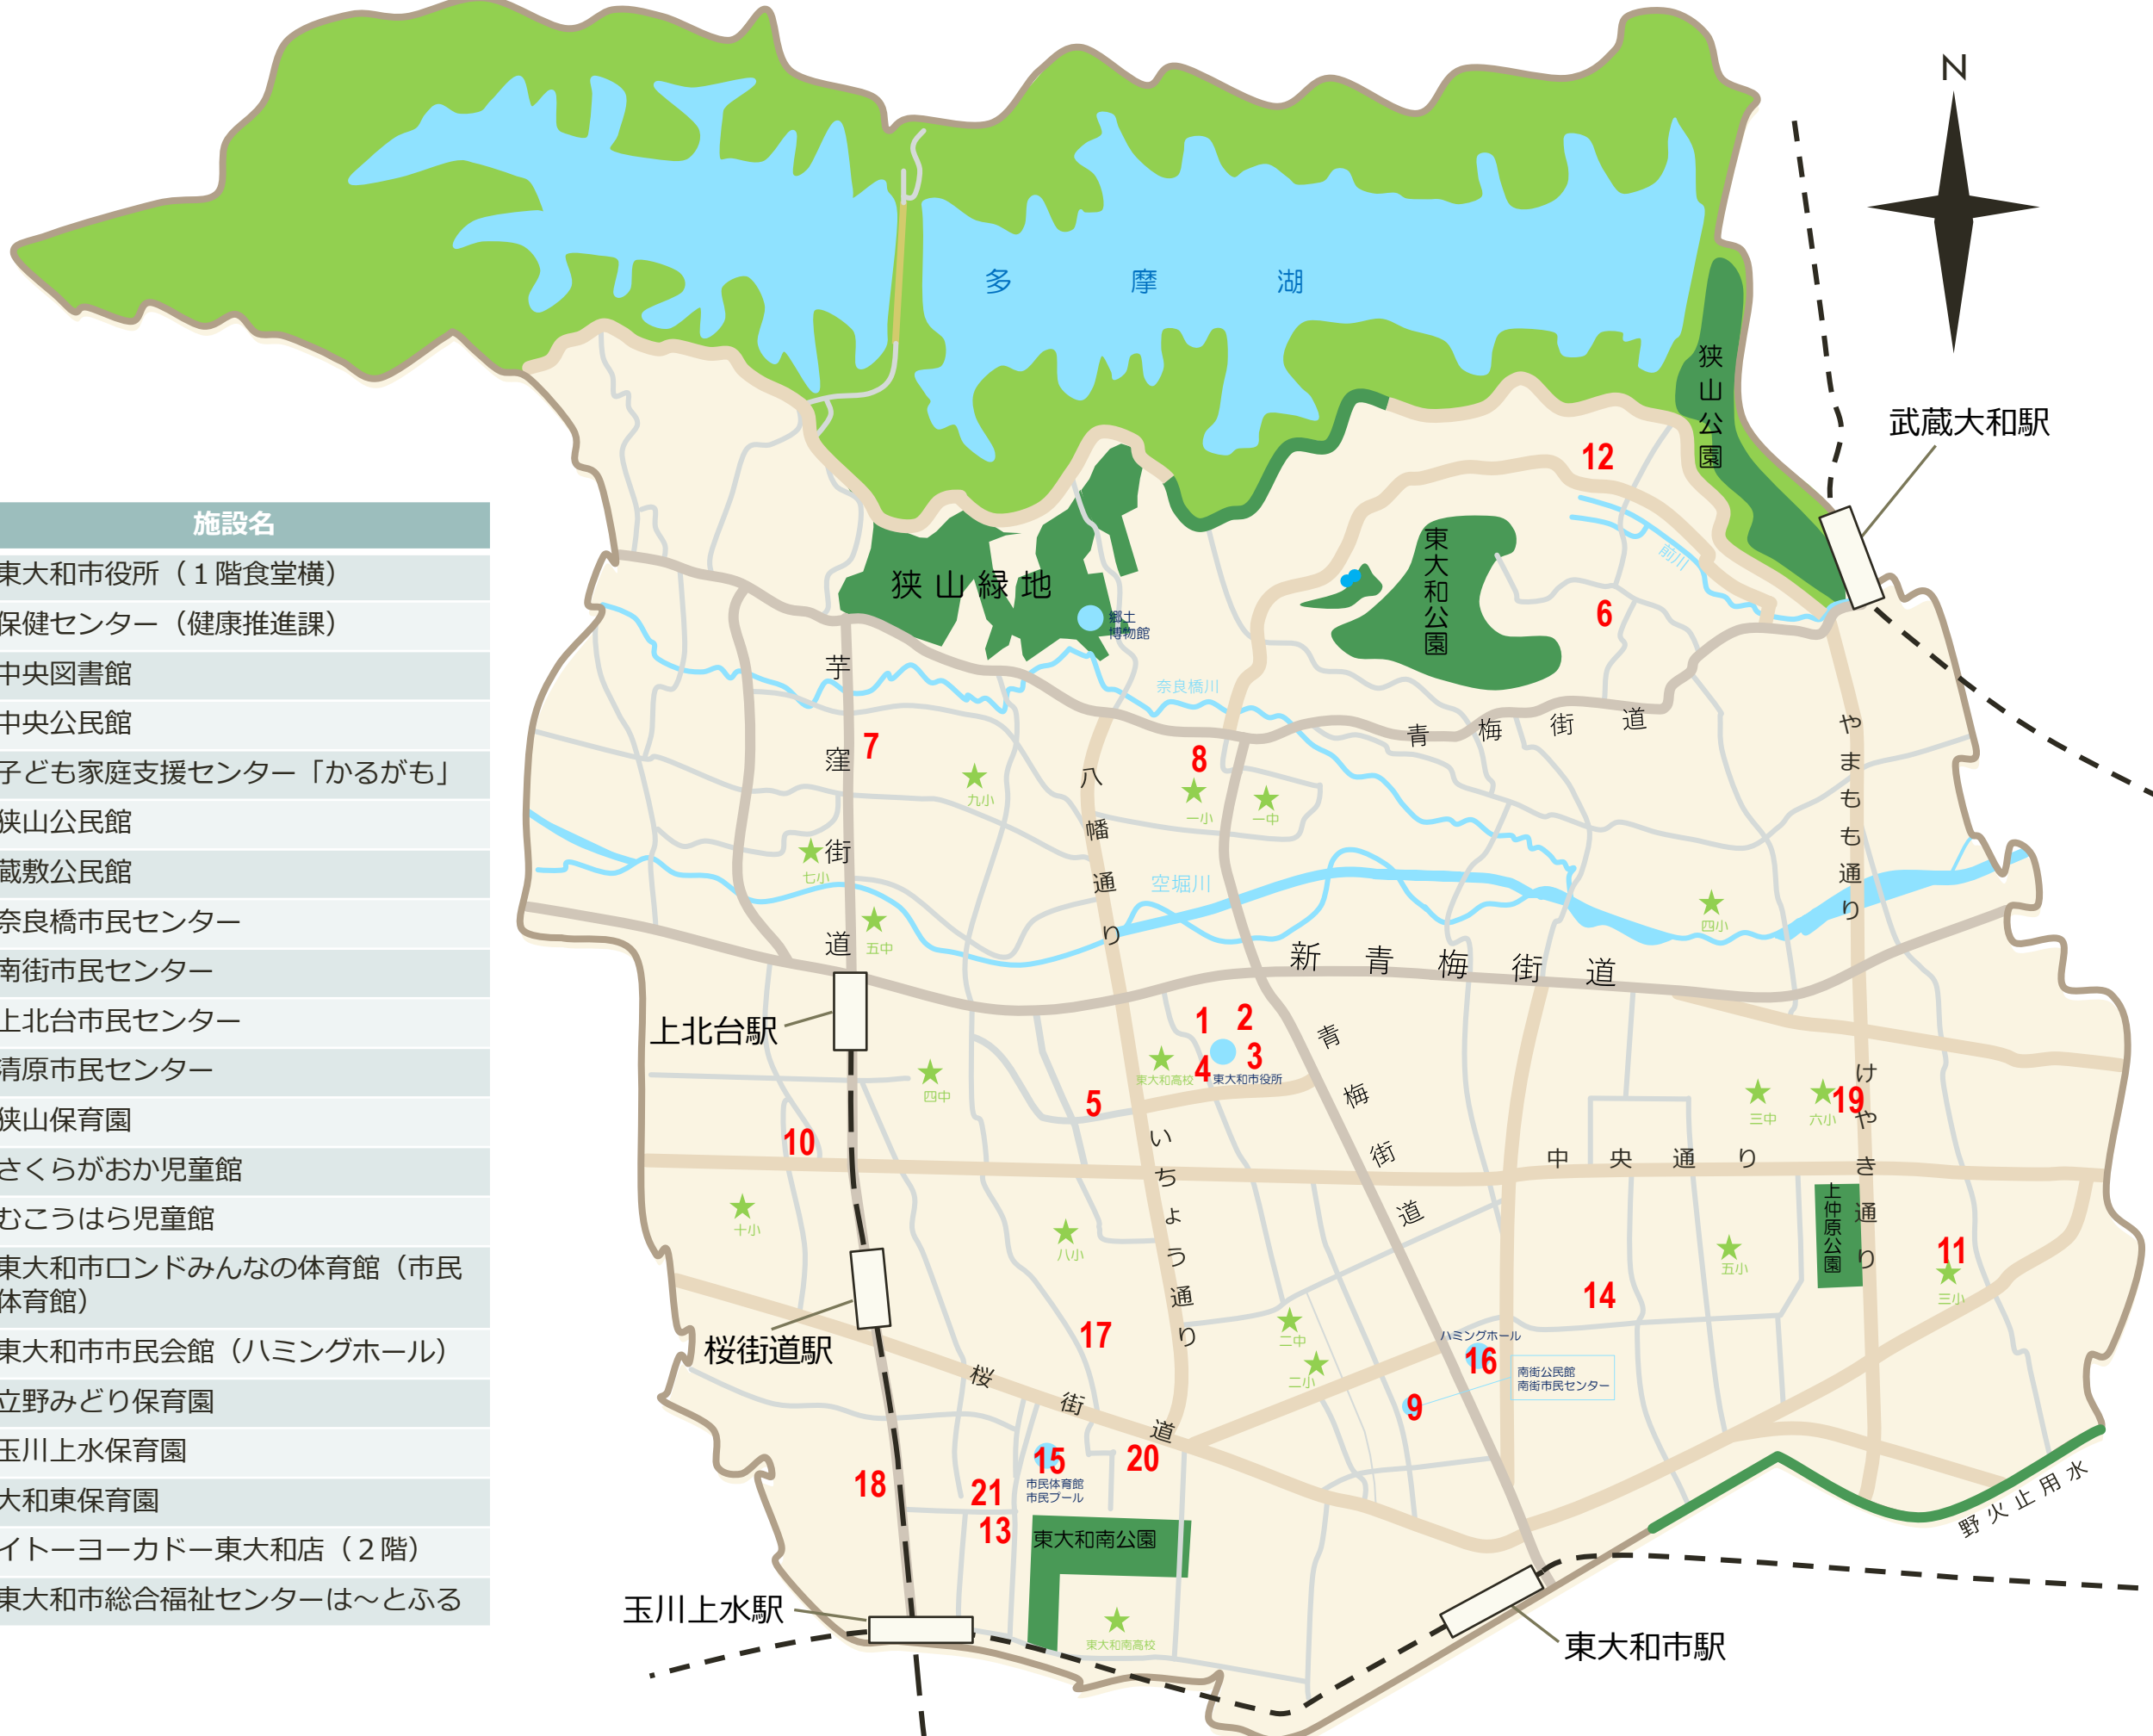 施設名
東大和市役所（１階食堂横）
保健センター（健康推進課）
中央図書館
中央公民館
子ども家庭支援センター「かるがも」
狭山公民館
蔵敷公民館
奈良橋市民センター
南街市民センター
上北台市民センター
清原市民センター
狭山保育園
さくらがおか児童館
むこうはら児童館
東大和市ロンドみんなの体育館（市民
体育館）
東大和市市民会館（ハミングホール）
立野みどり保育園
玉川上水保育園
大和東保育園
イトーヨーカドー東大和店（２階）
東大和市総合福祉センターは～とふる
N
多摩湖
狭山公園
武蔵大和駅
12
東大和公園
前川
狭山緑地
郷土
博物館
6
奈良橋川
芋窪街道
青梅街道
やまもも通り
7
8
九小
八幡通り
一小
一中
七小
五中
空堀川
四小
新青梅街道
上北台駅
1
2
3
4
東大和高校
東大和市役所
青梅街道
四中
5
三中
六小
19
けやき通り
10
いちょう通り
中央通り
上仲原公園
十小
八小
五小
11
三小
14
桜街道駅
17
二中
二小
ハミングホール
16
南街公民館
南街市民センター
9
桜街道
15
市民体育館
市民プール
20
18
21
13
東大和南公園
野火止用水
玉川上水駅
東大和南高校
東大和市駅